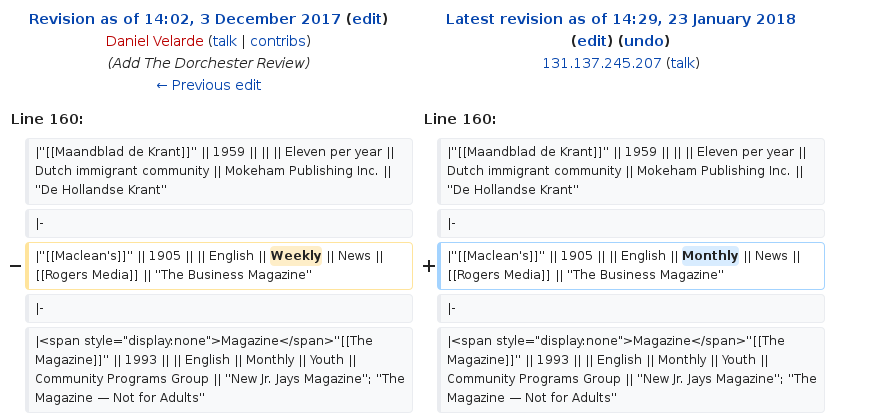 Revision as of 14:02, 3 December 2017 (edit)
Daniel Velarde (talk | contribs)
(Add The Dorchester Review)
← Previous edit
Latest revision as of 14:29, 23 January 2018
(edit) (undo)
131.137.245.207 (talk)
Line 160:
|''[[Maandblad de Krant]]'' || 1959 || || || Eleven per year ||
Dutch immigrant community || Mokeham Publishing Inc. ||
"De Hollandse Krant"
|-
− |''[[Maclean's]]'' || 1905 || || English || Weekly || News ||
[[Rogers Media]] || "The Business Magazine"
|-
|<span style="display:none">Magazine</span>''[[The
Magazine]]'' || 1993 || || English || Monthly || Youth ||
Community Programs Group || "New Jr. Jays Magazine"; "The
Magazine — Not for Adults"
Line 160:
|''[[Maandblad de Krant]]'' || 1959 || || || Eleven per year ||
Dutch immigrant community || Mokeham Publishing Inc. ||
"De Hollandse Krant"
|-
+ |''[[Maclean's]]'' || 1905 || || English || Monthly || News ||
[[Rogers Media]] || "The Business Magazine"
|-
|<span style="display:none">Magazine</span>''[[The
Magazine]]'' || 1993 || || English || Monthly || Youth ||
Community Programs Group || "New Jr. Jays Magazine"; "The
Magazine — Not for Adults"